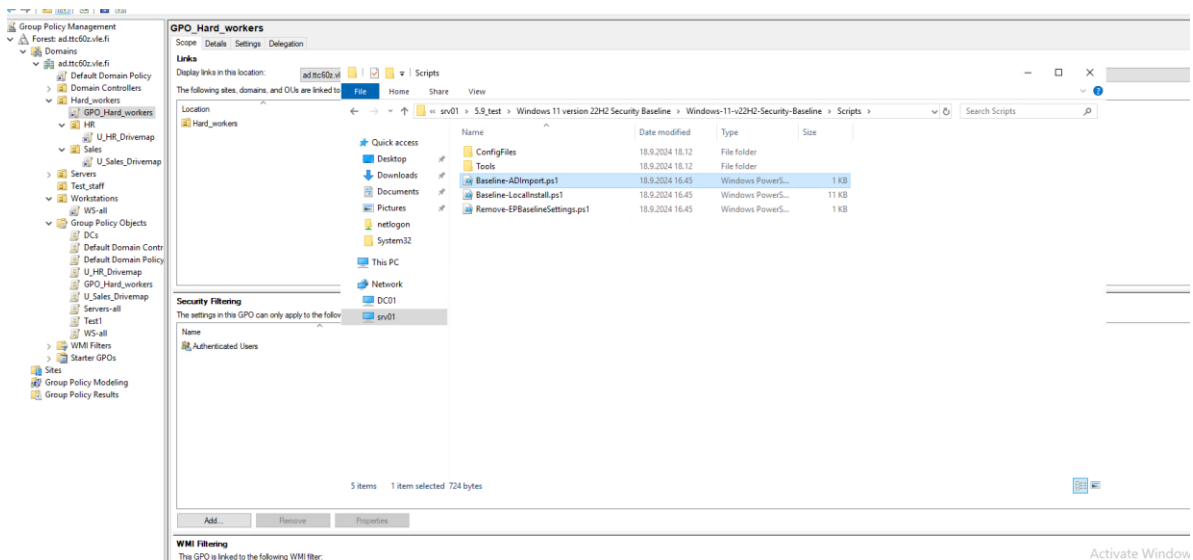 Group Policy Management
Forest: ad.ttc60z.vle.fi
Domains
ad.ttc60z.vle.fi
Default Domain Policy
Domain Controllers
Hard_workers
GPO_Hard_workers
HR
U_HR_Drivemap
Sales
U_Sales_Drivemap
Servers
Test_staff
Workstations
WS-all
Group Policy Objects
DCs
Default Domain Contr
Default Domain Policy
U_HR_Drivemap
GPO_Hard_workers
U_Sales_Drivemap
Servers-all
Test1
WS-all
WMI Filters
Starter GPOs
Sites
Group Policy Modeling
Group Policy Results
GPO_Hard_workers
Scope Details Settings Delegation
Links
Display links in this location: ad.ttc60z.vl
The following sites, domains, and OUs are linked to
Location
Hard_workers
Security Filtering
The settings in this GPO can only apply to the follow
Name
Authenticated Users
Add... Remove Properties
WMI Filtering
This GPO is linked to the following WMI filter:
Scripts
File Home Share View
« srv01 > 5.9_test > Windows 11 version 22H2 Security Baseline > Windows-11-v22H2-Security-Baseline > Scripts >
Search Scripts
Quick access
Desktop
Downloads
Documents
Pictures
netlogon
System32
This PC
Network
DC01
srv01
Name Date modified Type Size
ConfigFiles 18.9.2024 18.12 File folder
Tools 18.9.2024 18.12 File folder
Baseline-ADImport.ps1 18.9.2024 16.45 Windows PowerS... 1 KB
Baseline-LocalInstall.ps1 18.9.2024 16.45 Windows PowerS... 11 KB
Remove-EPBaselineSettings.ps1 18.9.2024 16.45 Windows PowerS... 1 KB
5 items 1 item selected 724 bytes
Activate Window